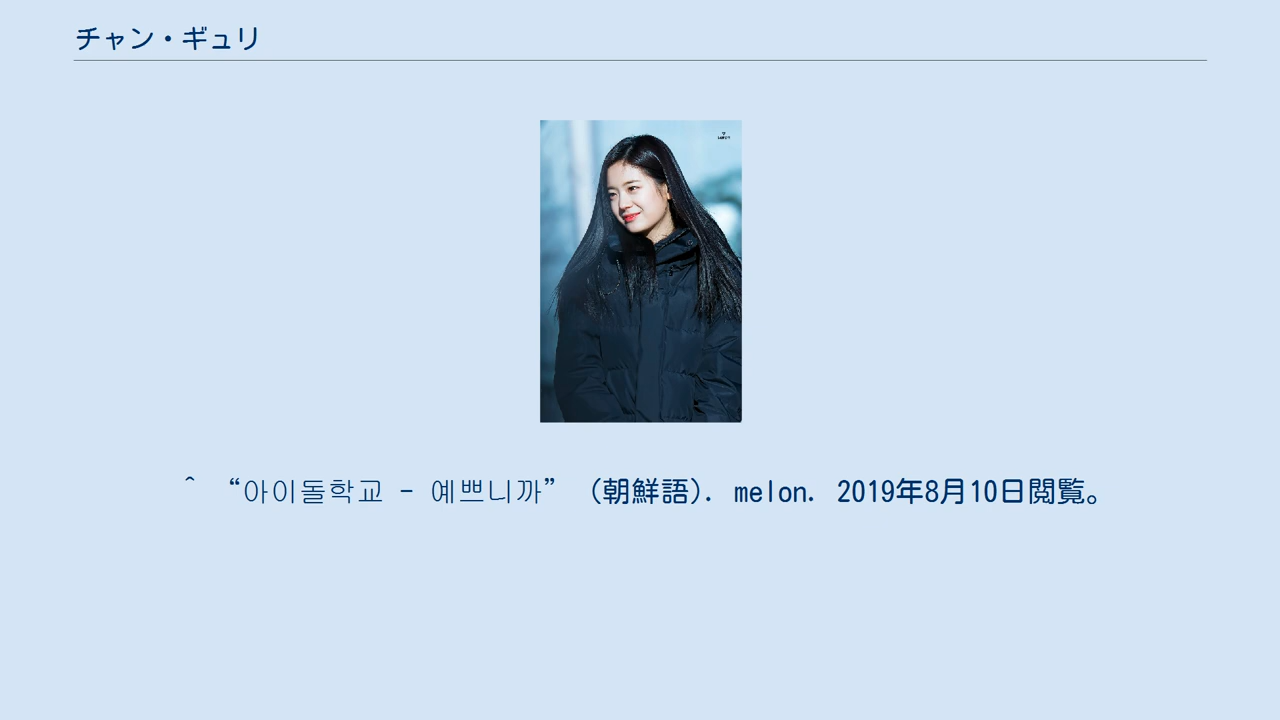 チャン・ギュリ
^ “아이돌학교 - 예쁘니까” （朝鮮語）. melon. 2019年8月10日閲覧。